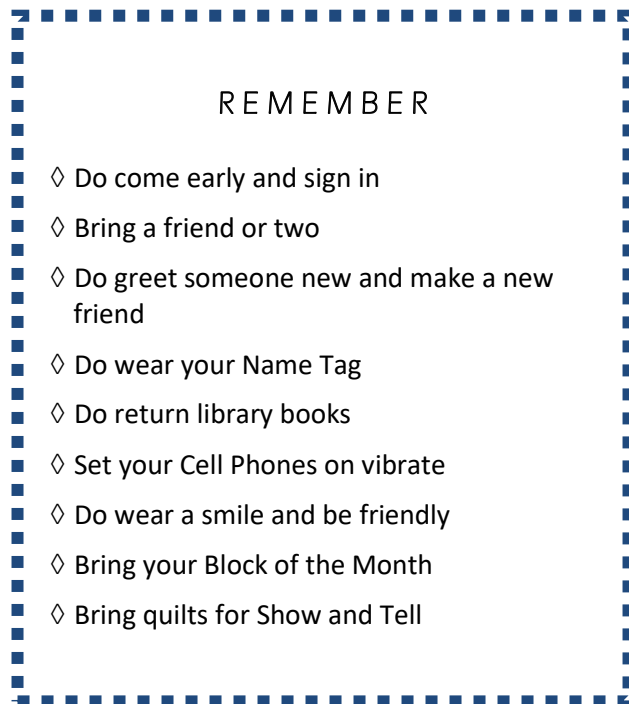 REMEMBER
◊ Do come early and sign in
◊ Bring a friend or two
◊ Do greet someone new and make a new
friend
◊ Do wear your Name Tag
◊ Do return library books
◊ Set your Cell Phones on vibrate
◊ Do wear a smile and be friendly
◊ Bring your Block of the Month
◊ Bring quilts for Show and Tell